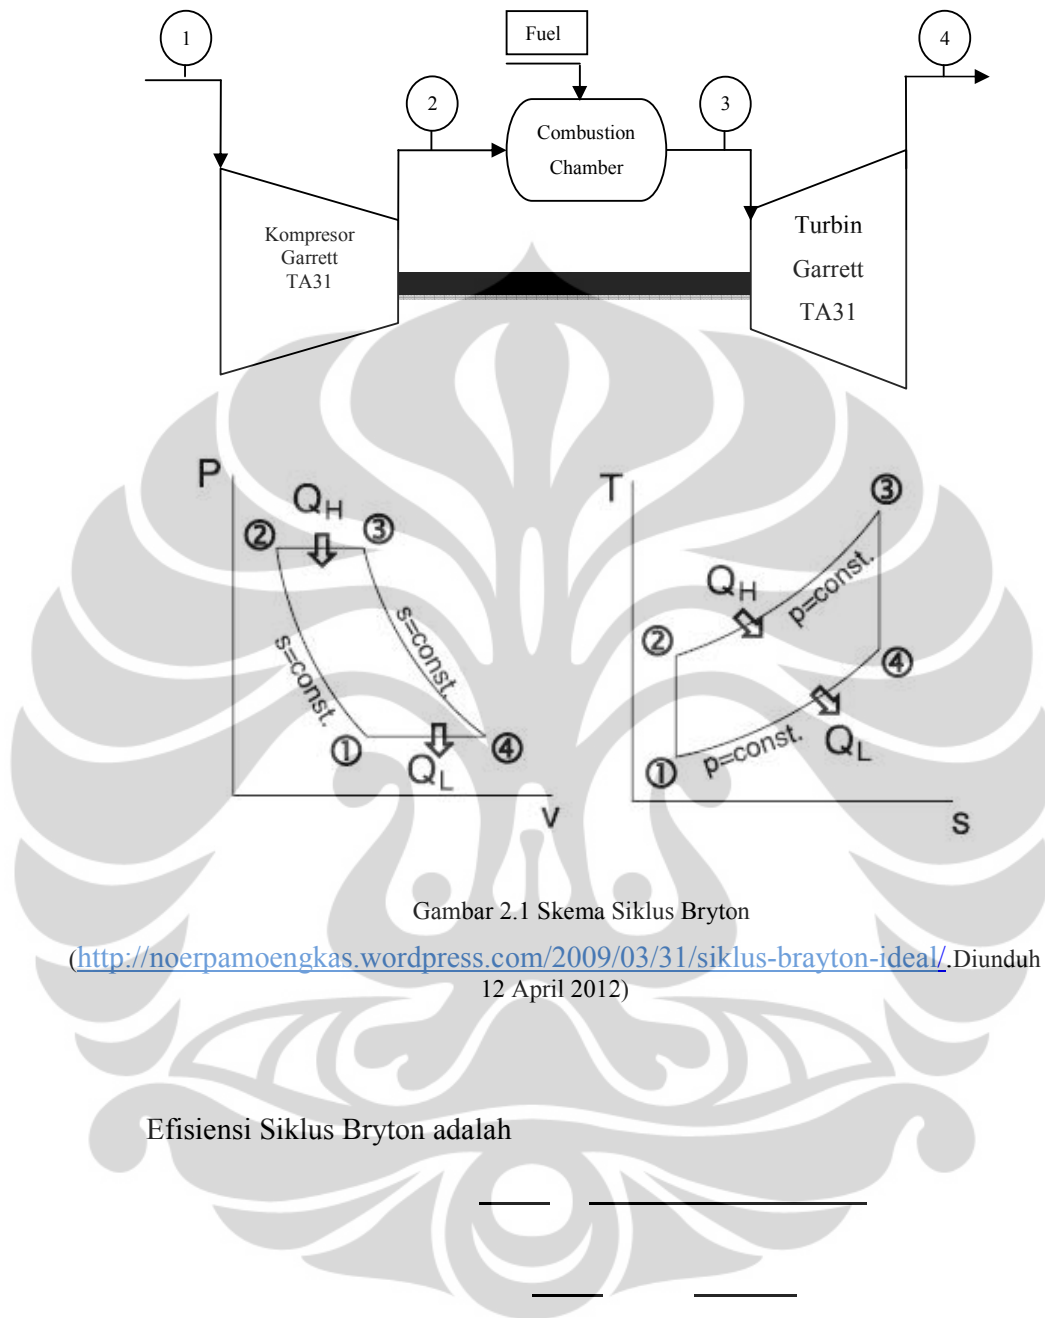 1
Fuel
4
2
3
Combustion
Chamber
Kompresor
Garrett
TA31
Turbin
Garrett
TA31
P
QH
②
③
s=const.
s=const.
①
④
QL
v
T
③
QH
p=const.
②
④
①
p=const.
QL
s
Gambar 2.1 Skema Siklus Bryton
(http://noerpamoengkas.wordpress.com/2009/03/31/siklus-brayton-ideal/.Diunduh
12 April 2012)
Efisiensi Siklus Bryton adalah